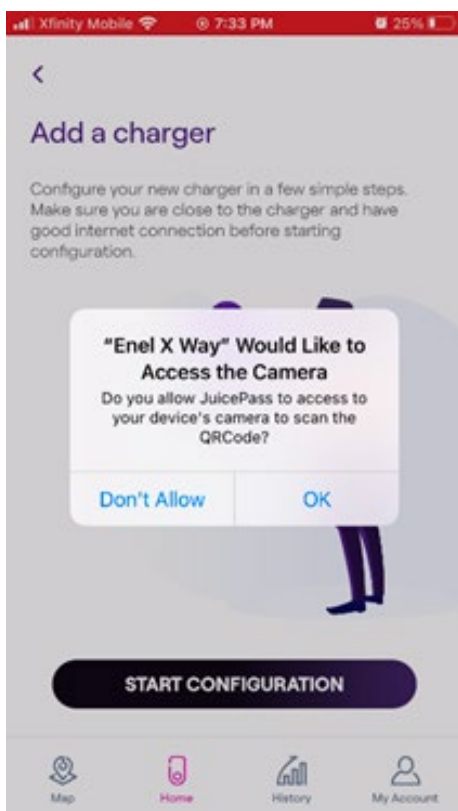 Xfinity Mobile 7:33 PM 25%
Add a charger
Configure your new charger in a few simple steps.
Make sure you are close to the charger and have
good internet connection before starting
configuration.
"Enel X Way" Would Like to
Access the Camera
Do you allow JuicePass to access to
your device's camera to scan the
QRCode?
Don't Allow OK
START CONFIGURATION
Map Home History My Account